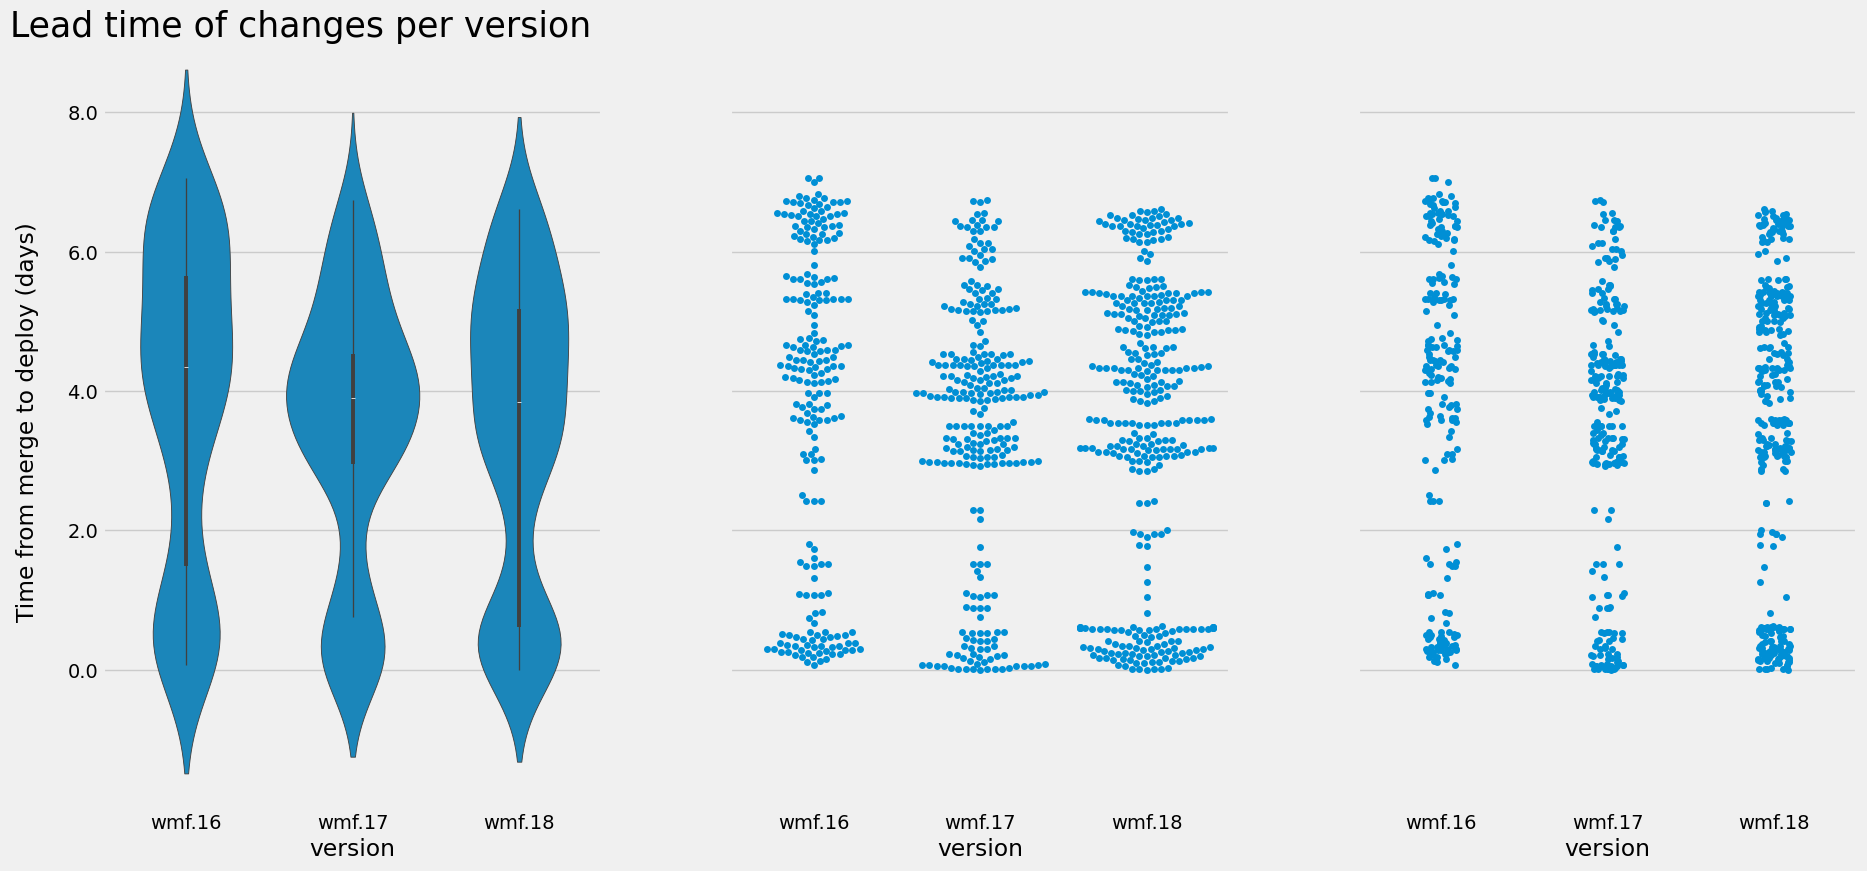 Lead time of changes per version
Time from merge to deploy (days)
8.0
6.0
4.0
2.0
0.0
wmf.16 wmf.17 wmf.18
version
wmf.16 wmf.17 wmf.18
version
wmf.16 wmf.17 wmf.18
version